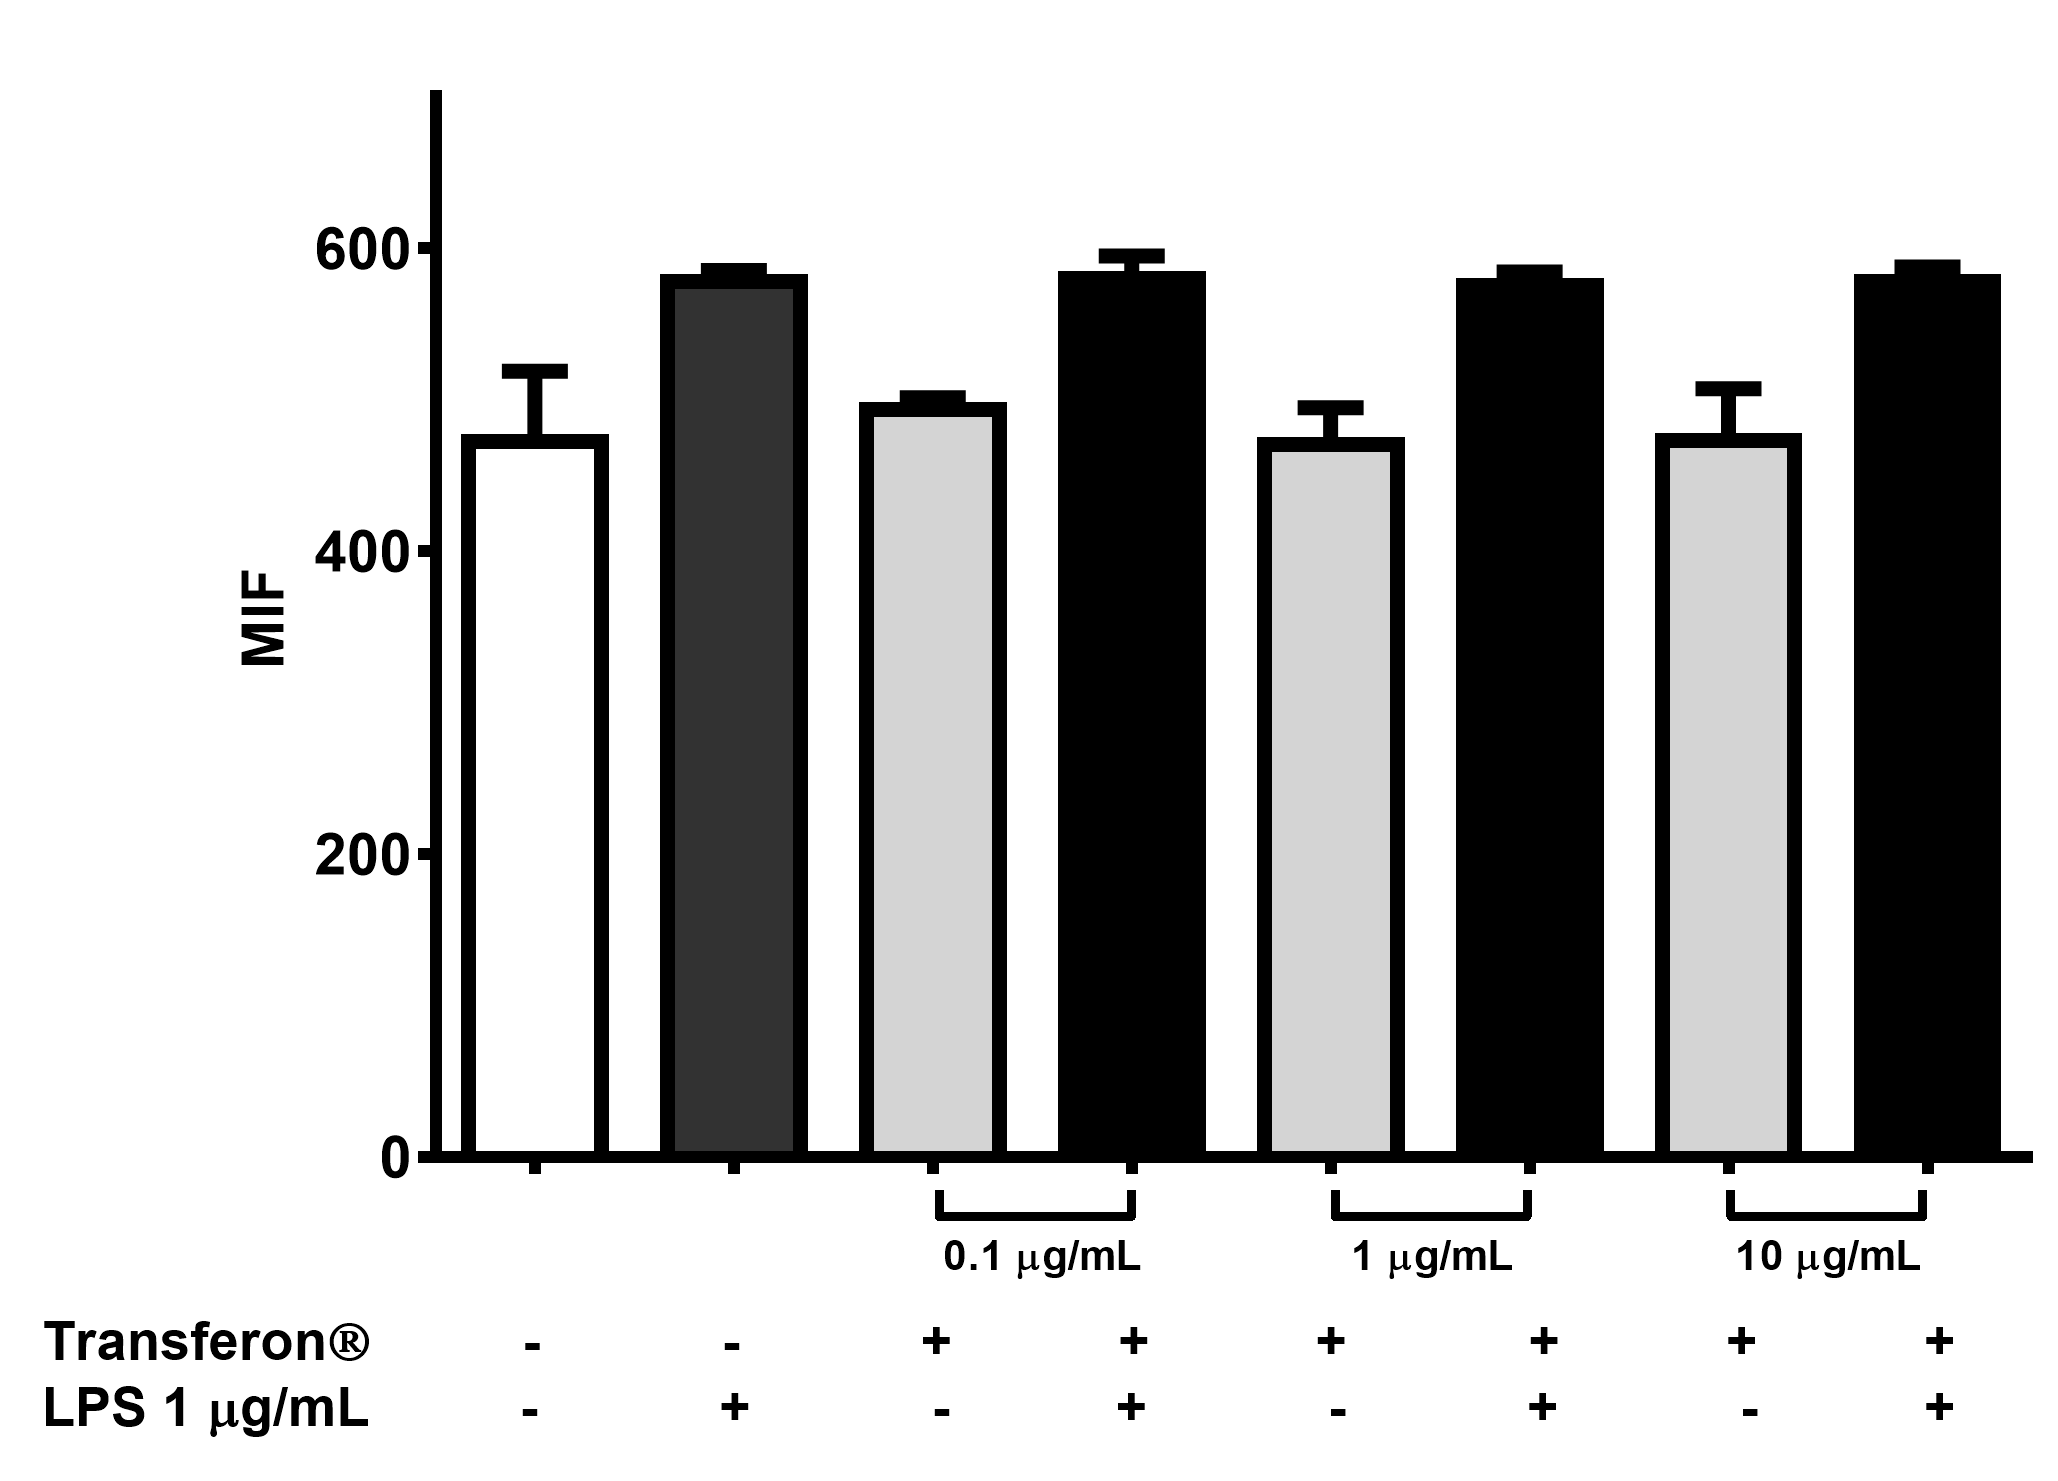 600
400
200
0
MIF
0.1 μg/mL 1 μg/mL 10 μg/mL
Transferon® - - + + + + + +
LPS 1 μg/mL - + - + - + - +